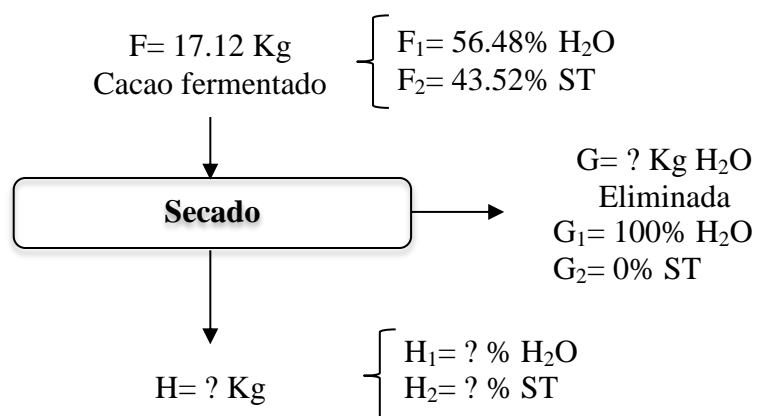 F= 17.12 Kg
Cacao fermentado
F₁= 56.48% H₂O
F₂= 43.52% ST
Secado
G= ? Kg H₂O
Eliminada
G₁= 100% H₂O
G₂= 0% ST
H= ? Kg
H₁= ? % H₂O
H₂= ? % ST